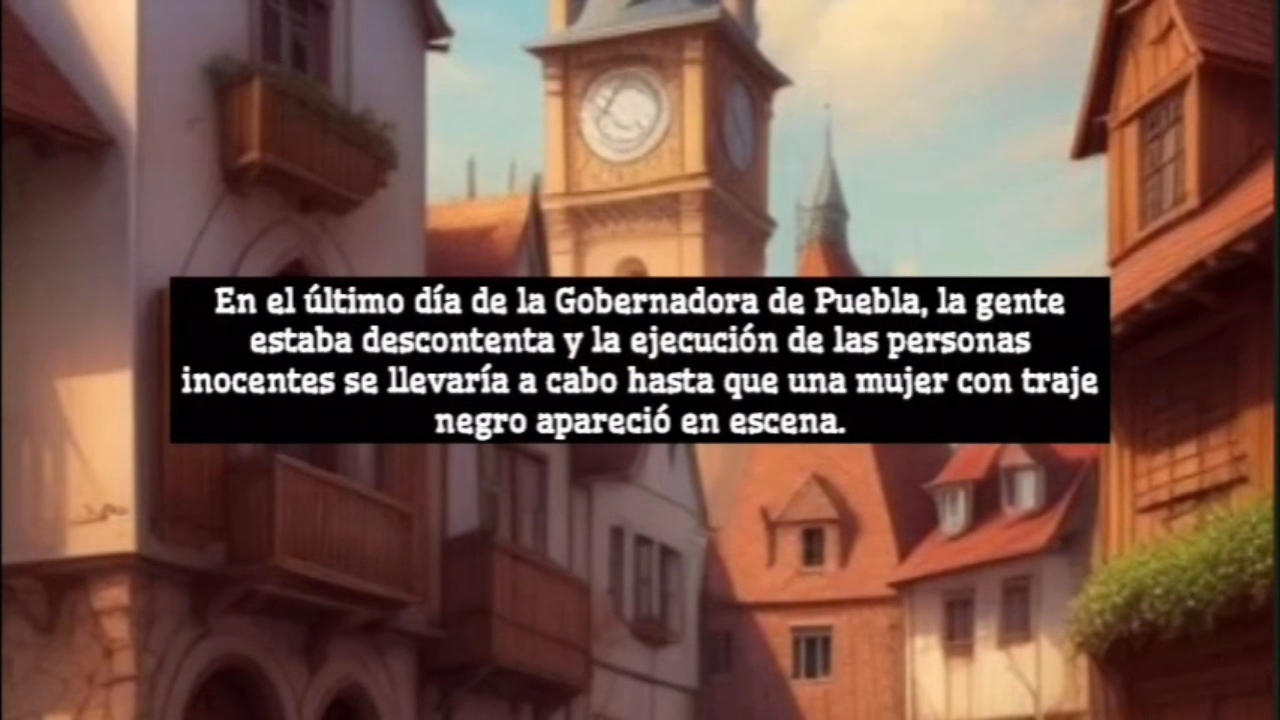 En el último día de la Gobernadora de Puebla, la gente
estaba descontenta y la ejecución de las personas
inocentes se llevaría a cabo hasta que una mujer con traje
negro apareció en escena.